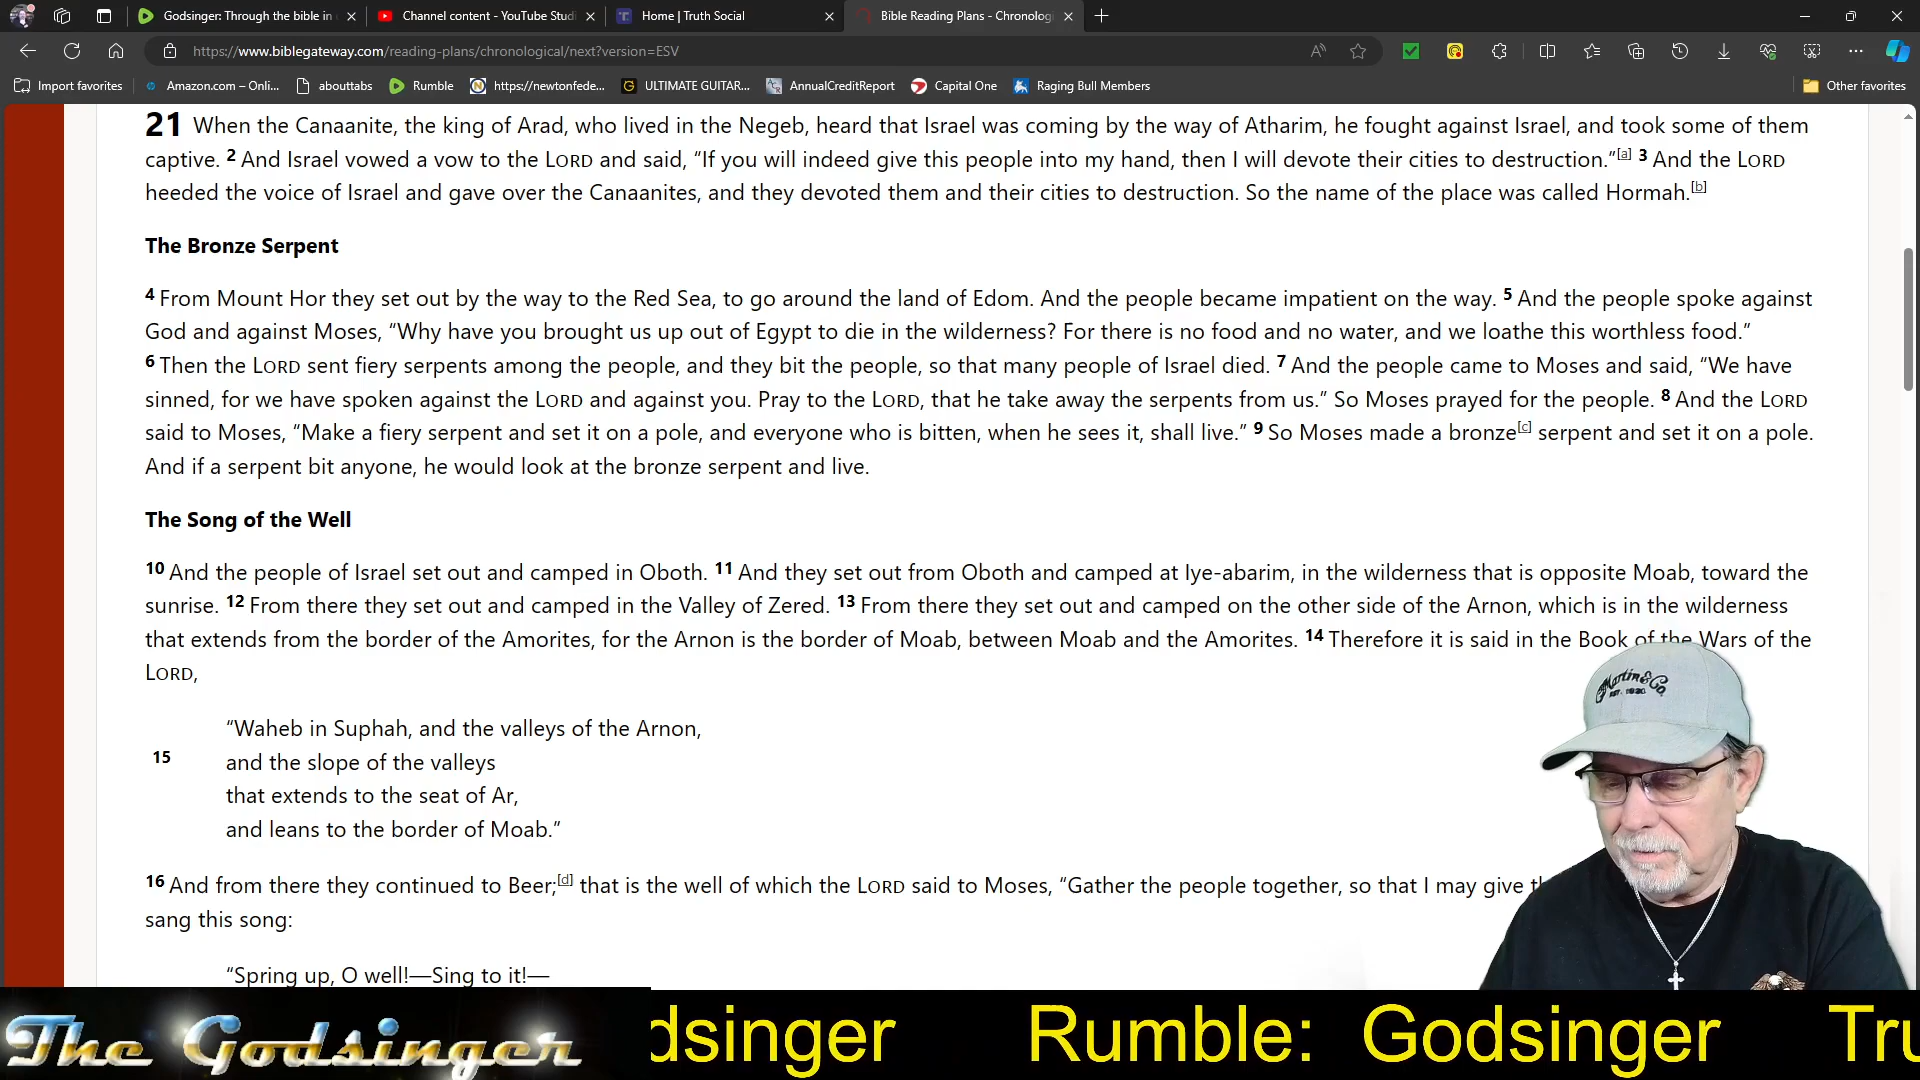 Godsinger: Through the bible in
Channel content - YouTube Studi
Home | Truth Social
Bible Reading Plans - Chronolog
https://www.biblegateway.com/reading-plans/chronological/next?version=ESV
Import favorites
Amazon.com – Onli...
abouttabs
Rumble
https://newtonfede...
ULTIMATE GUITAR...
AnnualCreditReport
Capital One
Raging Bull Members
Other favorites
21 When the Canaanite, the king of Arad, who lived in the Negeb, heard that Israel was coming by the way of Atharim, he fought against Israel, and took some of them
captive. 2 And Israel vowed a vow to the LORD and said, “If you will indeed give this people into my hand, then I will devote their cities to destruction.”[a] 3 And the LORD
heeded the voice of Israel and gave over the Canaanites, and they devoted them and their cities to destruction. So the name of the place was called Hormah.[b]
The Bronze Serpent
4 From Mount Hor they set out by the way to the Red Sea, to go around the land of Edom. And the people became impatient on the way. 5 And the people spoke against
God and against Moses, “Why have you brought us up out of Egypt to die in the wilderness? For there is no food and no water, and we loathe this worthless food.”
6 Then the LORD sent fiery serpents among the people, and they bit the people, so that many people of Israel died. 7 And the people came to Moses and said, “We have
sinned, for we have spoken against the LORD and against you. Pray to the LORD, that he take away the serpents from us.” So Moses prayed for the people. 8 And the LORD
said to Moses, “Make a fiery serpent and set it on a pole, and everyone who is bitten, when he sees it, shall live.” 9 So Moses made a bronze[c] serpent and set it on a pole.
And if a serpent bit anyone, he would look at the bronze serpent and live.
The Song of the Well
10 And the people of Israel set out and camped in Oboth. 11 And they set out from Oboth and camped at Iye-abarim, in the wilderness that is opposite Moab, toward the
sunrise. 12 From there they set out and camped in the Valley of Zered. 13 From there they set out and camped on the other side of the Arnon, which is in the wilderness
that extends from the border of the Amorites, for the Arnon is the border of Moab, between Moab and the Amorites. 14 Therefore it is said in the Book of the Wars of the
LORD,
“Waheb in Suphah, and the valleys of the Arnon,
15 and the slope of the valleys
that extends to the seat of Ar,
and leans to the border of Moab.”
16 And from there they continued to Beer;[d] that is the well of which the LORD said to Moses, “Gather the people together, so that I may give
sang this song:
“Spring up, O well!—Sing to it!—
Martin & Co
EST. 1833
The Godsinger
dsinger Rumble: Godsinger Tru